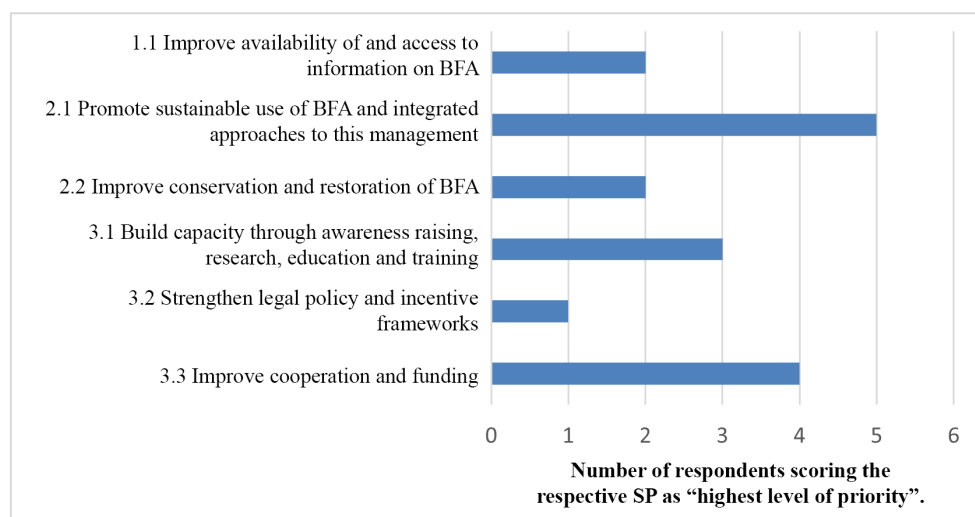 1.1 Improve availability of and access to
information on BFA
2.1 Promote sustainable use of BFA and integrated
approaches to this management
2.2 Improve conservation and restoration of BFA
3.1 Build capacity through awareness raising,
research, education and training
3.2 Strengthen legal policy and incentive
frameworks
3.3 Improve cooperation and funding
0 1 2 3 4 5 6
Number of respondents scoring the
respective SP as “highest level of priority”.